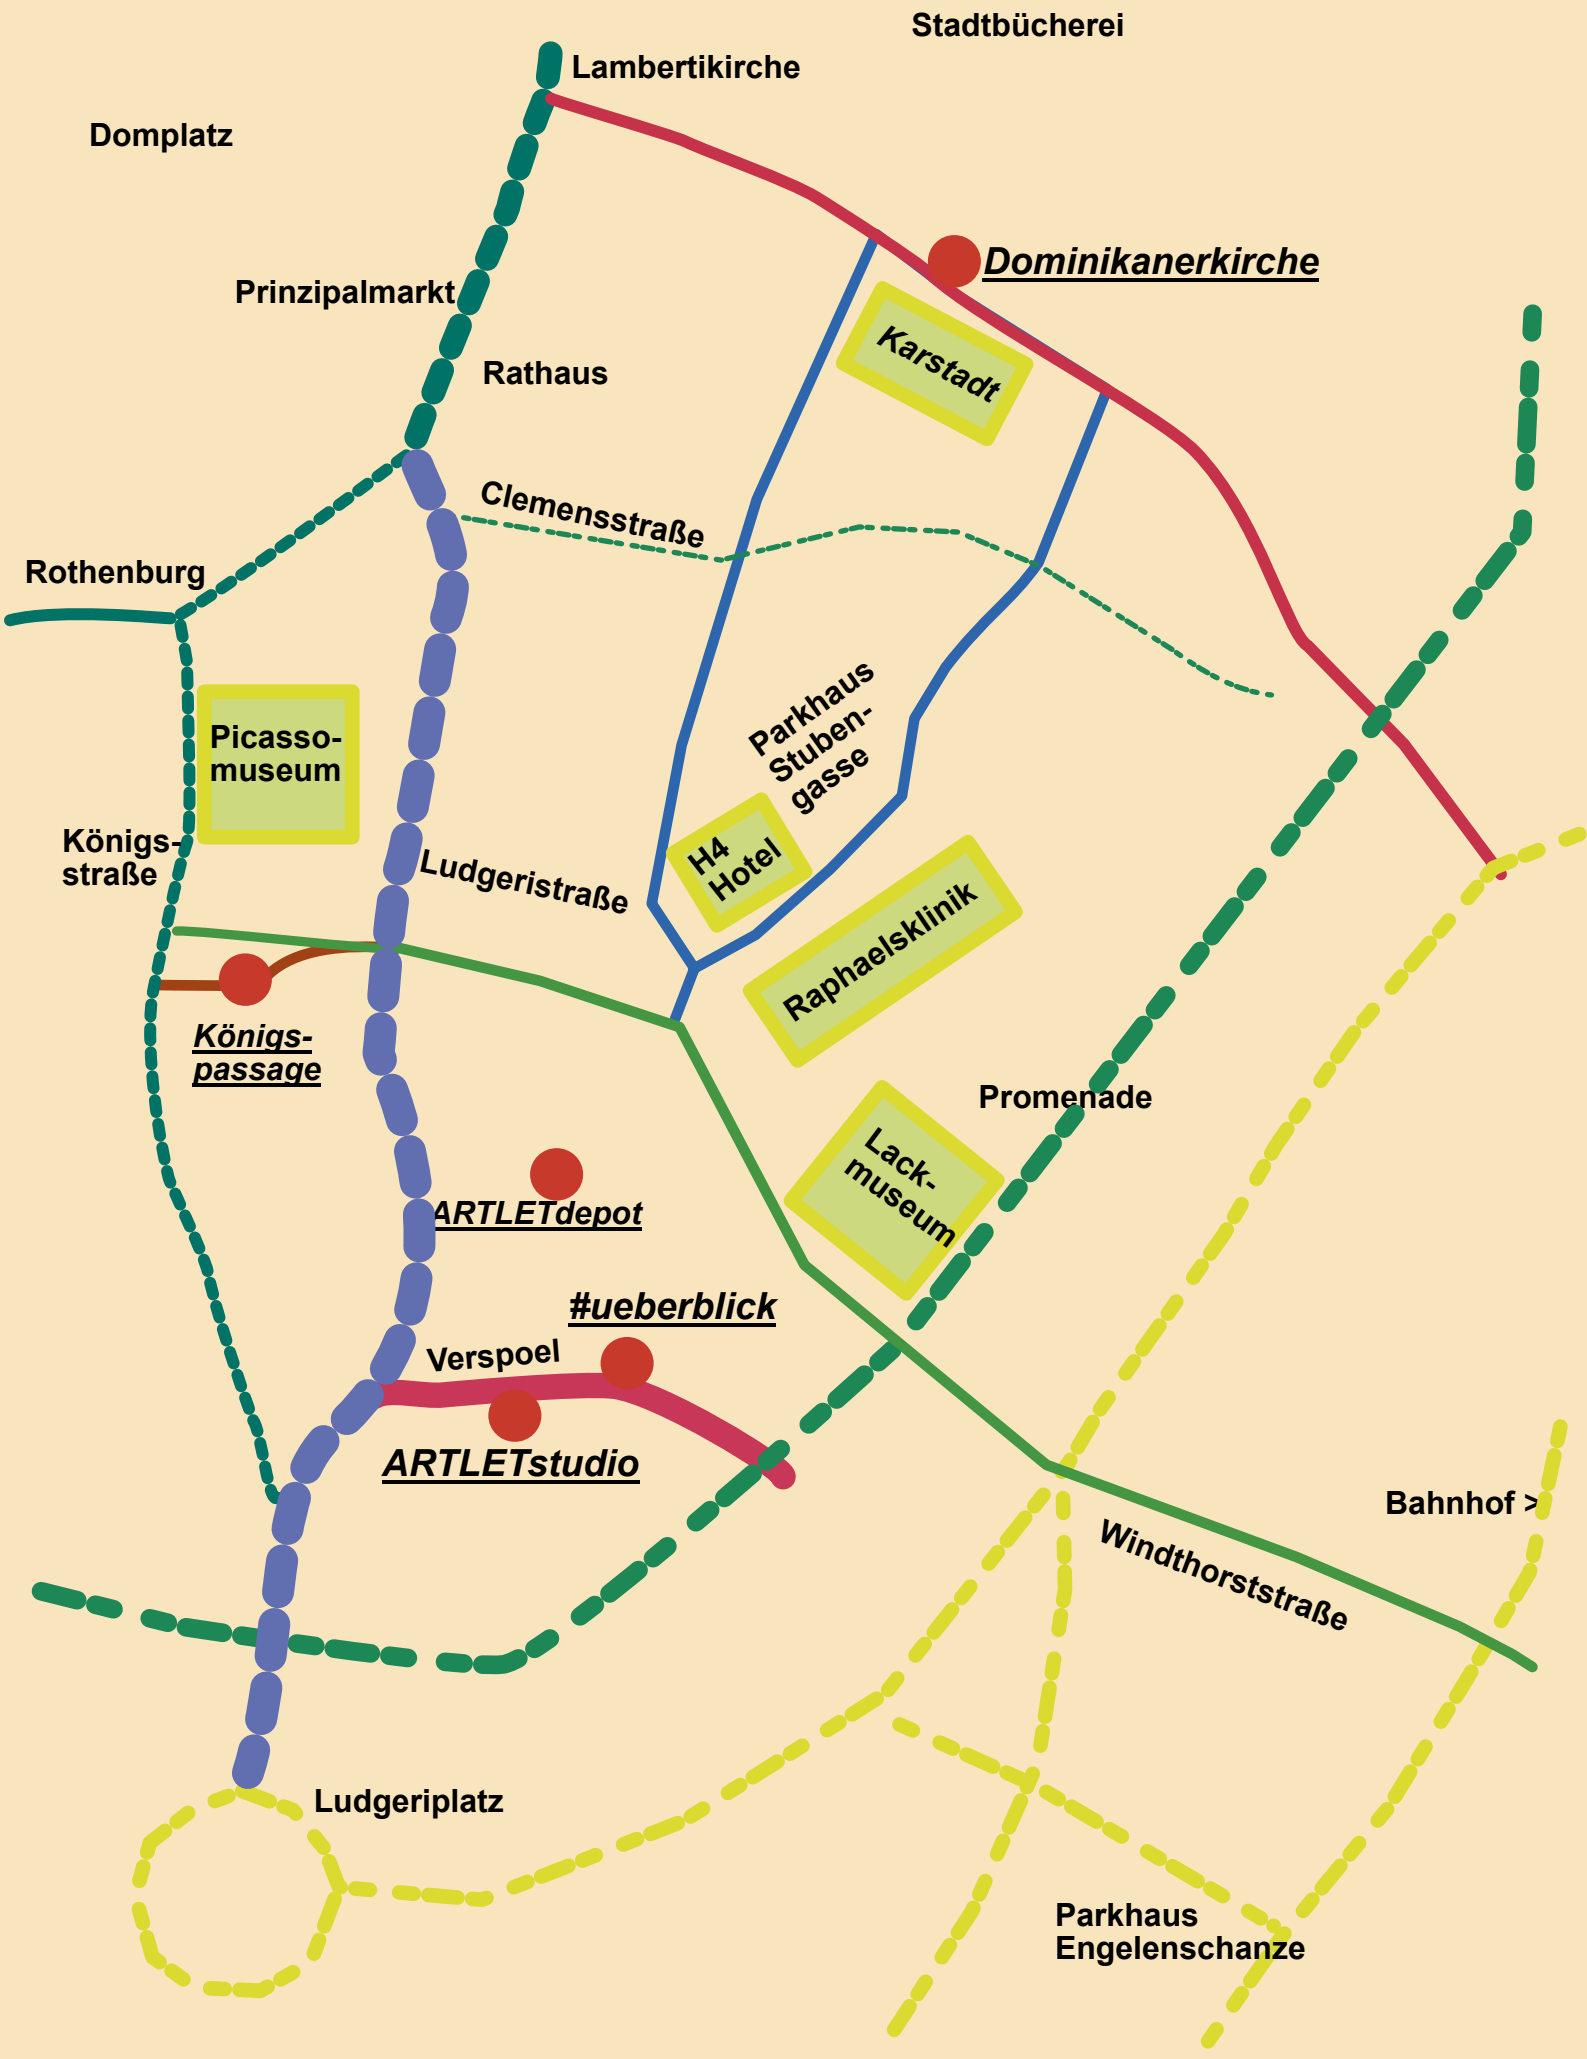 Stadtbücherei
Lambertikirche
Domplatz
Dominikanerkirche
Prinzipalmarkt
Karstadt
Rathaus
Clemensstraße
Rothenburg
Parkhaus
Stuben-
gasse
Picasso-
museum
Königs-
straße
Ludgeristraße
H4
Hotel
Raphaelsklinik
Königs-
passage
Promenade
Lack-
museum
ARTLETdepot
#ueberblick
Verspoel
ARTLETstudio
Bahnhof >
Windthorststraße
Ludgeriplatz
Parkhaus
Engelenschanze